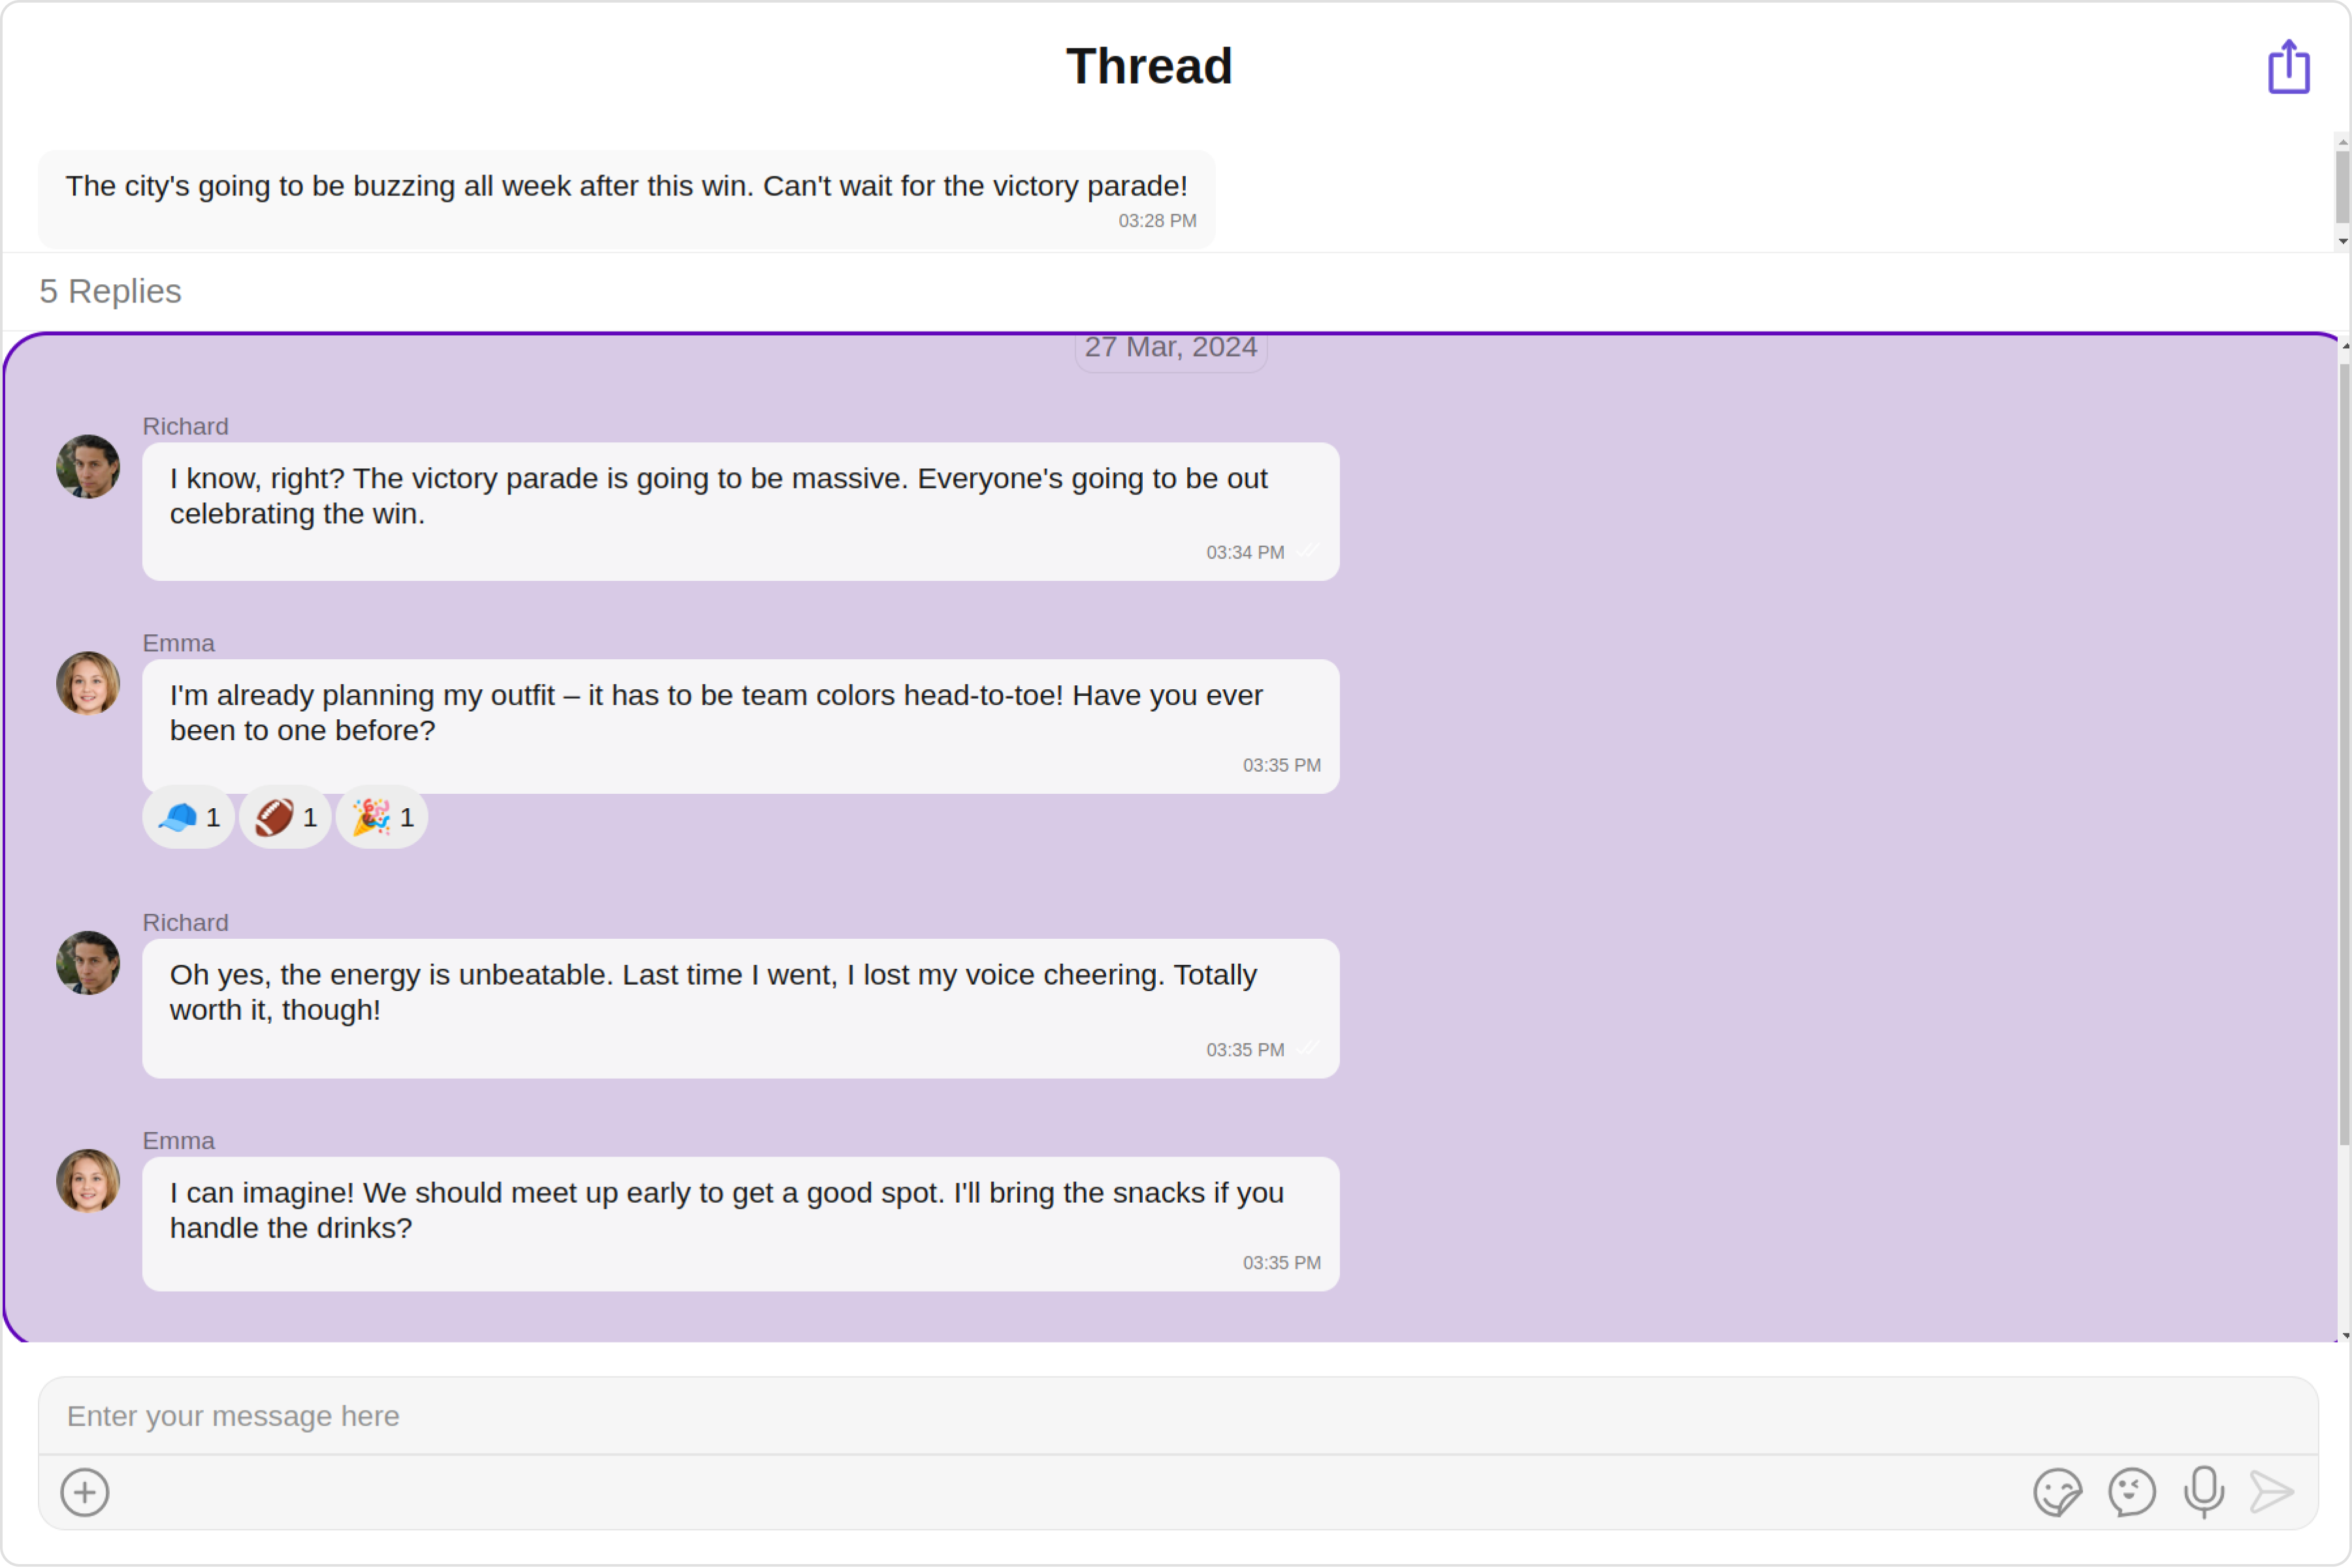 Thread
The city's going to be buzzing all week after this win. Can't wait for the victory parade!
03:28 PM
5 Replies
27 Mar, 2024
Richard
I know, right? The victory parade is going to be massive. Everyone's going to be out
celebrating the win.
03:34 PM
Emma
I'm already planning my outfit – it has to be team colors head-to-toe! Have you ever
been to one before?
03:35 PM
1 1 1
Richard
Oh yes, the energy is unbeatable. Last time I went, I lost my voice cheering. Totally
worth it, though!
03:35 PM
Emma
I can imagine! We should meet up early to get a good spot. I'll bring the snacks if you
handle the drinks?
03:35 PM
Enter your message here